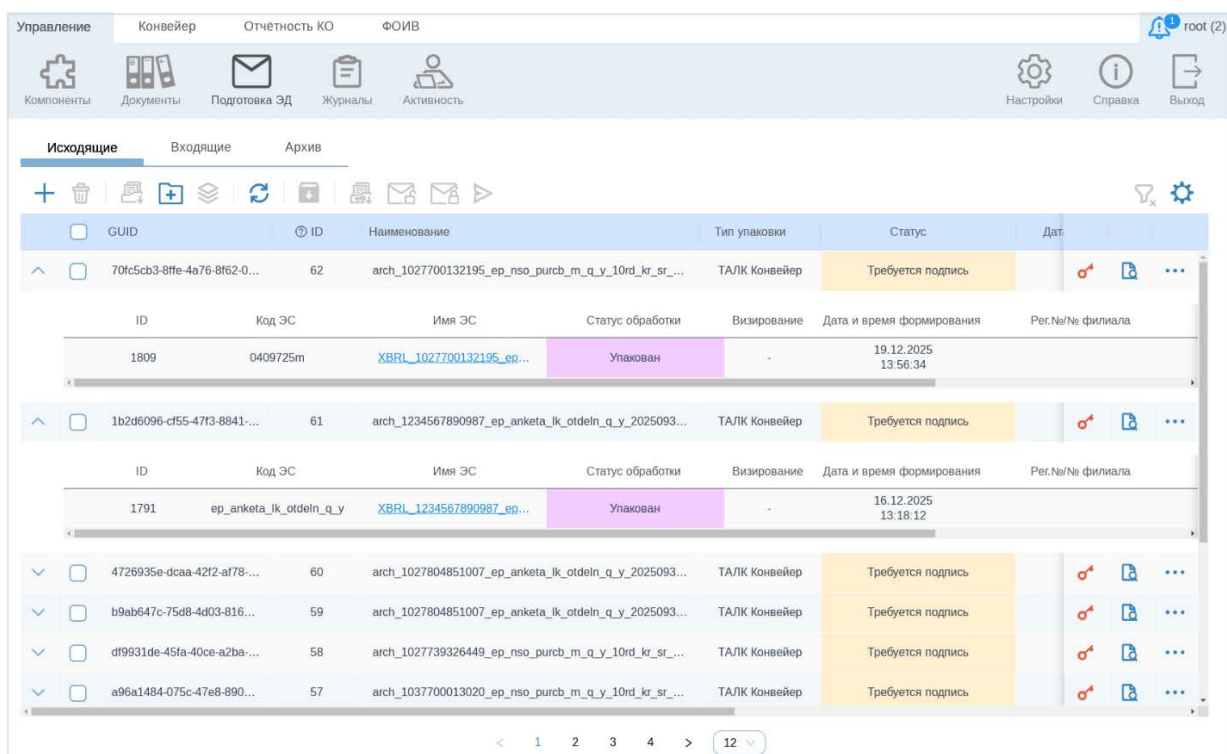 Управление Конвейер Отчётность КО ФОИВ 1 root (2)
Компоненты Документы Подготовка ЭД Журналы Активность Настройки Справка Выход
Исходящие Входящие Архив
GUID ID Наименование Тип упаковки Статус Дат
70fc5cb3-8ffe-4a76-8f62-0... 62 arch_1027700132195_ep_nso_purcb_m_q_y_10rd_kr_sr_... ТАЛК Конвейер Требуется подпись
ID Код ЭС Имя ЭС Статус обработки Визирование Дата и время формирования Рег.№/№ филиала
1809 0409725m XBRL_1027700132195_ep... Упакован - 19.12.2025
13:56:34
1b2d6096-cf55-47f3-8841-... 61 arch_1234567890987_ep_anketa_lk_otdeln_q_y_2025093... ТАЛК Конвейер Требуется подпись
ID Код ЭС Имя ЭС Статус обработки Визирование Дата и время формирования Рег.№/№ филиала
1791 ep_anketa_lk_otdeln_q_y XBRL_1234567890987_ep... Упакован - 16.12.2025
13:18:12
4726935e-dcaa-42f2-af78-... 60 arch_1027804851007_ep_anketa_lk_otdeln_q_y_2025093... ТАЛК Конвейер Требуется подпись
b9ab647c-75d8-4d03-816... 59 arch_1027804851007_ep_anketa_lk_otdeln_q_y_2025093... ТАЛК Конвейер Требуется подпись
df9931de-45fa-40ce-a2ba-... 58 arch_1027739326449_ep_nso_purcb_m_q_y_10rd_kr_sr_... ТАЛК Конвейер Требуется подпись
a96a1484-075c-47e8-890... 57 arch_1037700013020_ep_nso_purcb_m_q_y_10rd_kr_sr_... ТАЛК Конвейер Требуется подпись
< 1 2 3 4 > 12